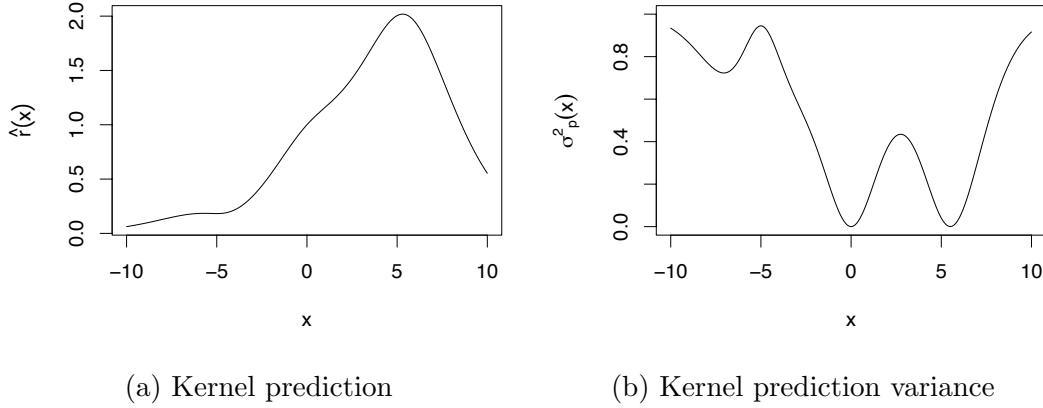 r̂(x)
2.0
1.5
1.0
0.5
0.0
−10 −5 0 5 10
x
(a) Kernel prediction
σ²ₚ(x)
0.8
0.4
0.0
−10 −5 0 5 10
x
(b) Kernel prediction variance